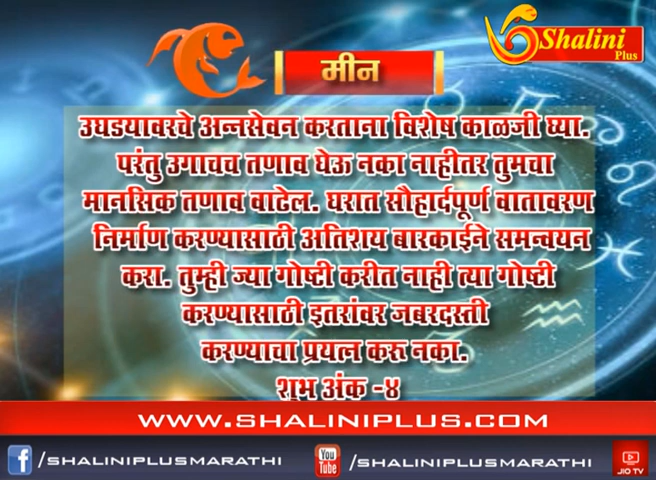 Shalini
Plus
मीन
उघडयावरचे अन्नसेवन करताना विशेष काळजी घ्या.
परंतु उगाचच तणाव घेऊ नका नाहीतर तुमचा
मानसिक तणाव वाटेल. घरात सौहार्दपूर्ण वातावरण
निर्माण करण्यासाठी अतिशय बारकाईने समन्वयन
करा. तुम्ही ज्या गोष्टी करीत नाही त्या गोष्टी
करण्यासाठी इतरांवर जबरदस्ती
करण्याचा प्रयत्न करू नका.
शभ अंक -४
WWW.SHALINIPLUS.COM
f /SHALINIPLUSMARATHI You Tube /SHALINIPLUSMARATHI JIO TV